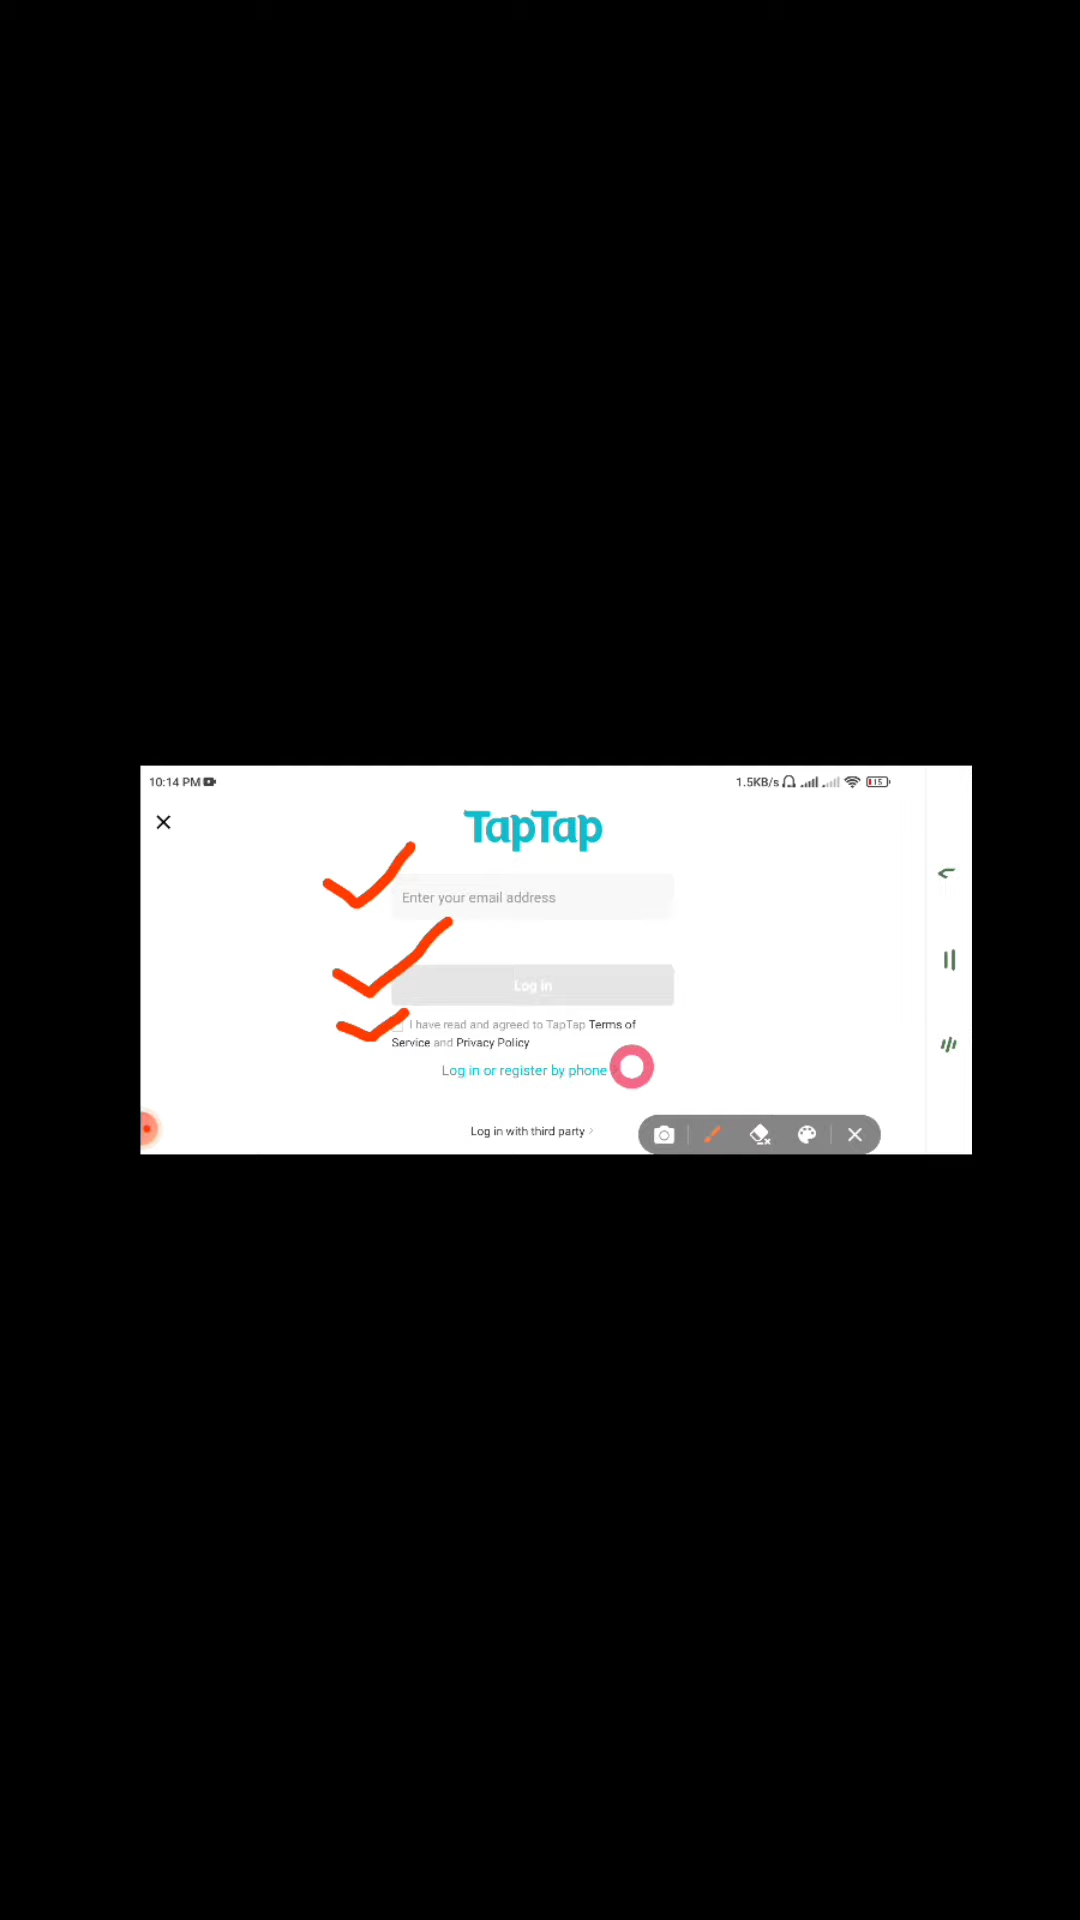 10:14 PM
1.5KB/s
15
TapTap
Enter your email address
Log in
I have read and agreed to TapTap Terms of
Service and Privacy Policy
Log in or register by phone
Log in with third party >